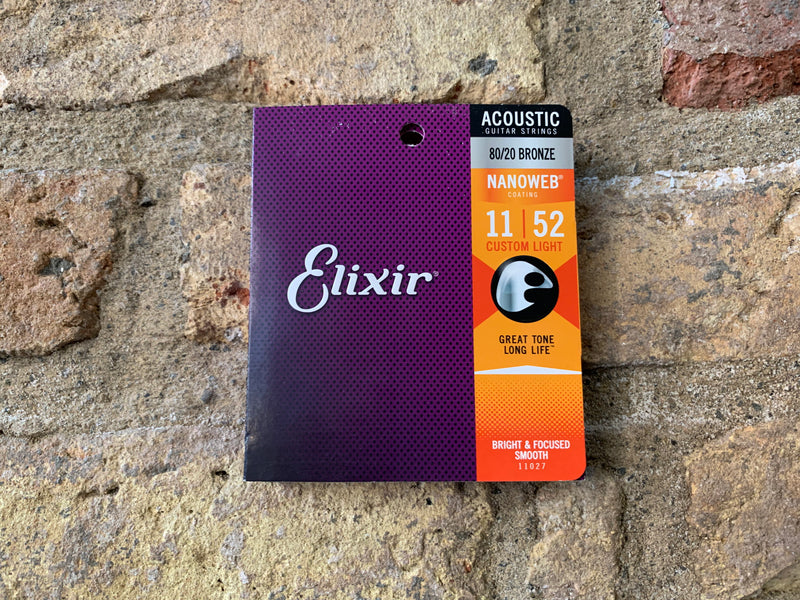 Elixir®
ACOUSTIC
GUITAR STRINGS
80/20 BRONZE
NANOWEB®
COATING
11 | 52
CUSTOM LIGHT
GREAT TONE
LONG LIFE™
BRIGHT & FOCUSED
SMOOTH
11027